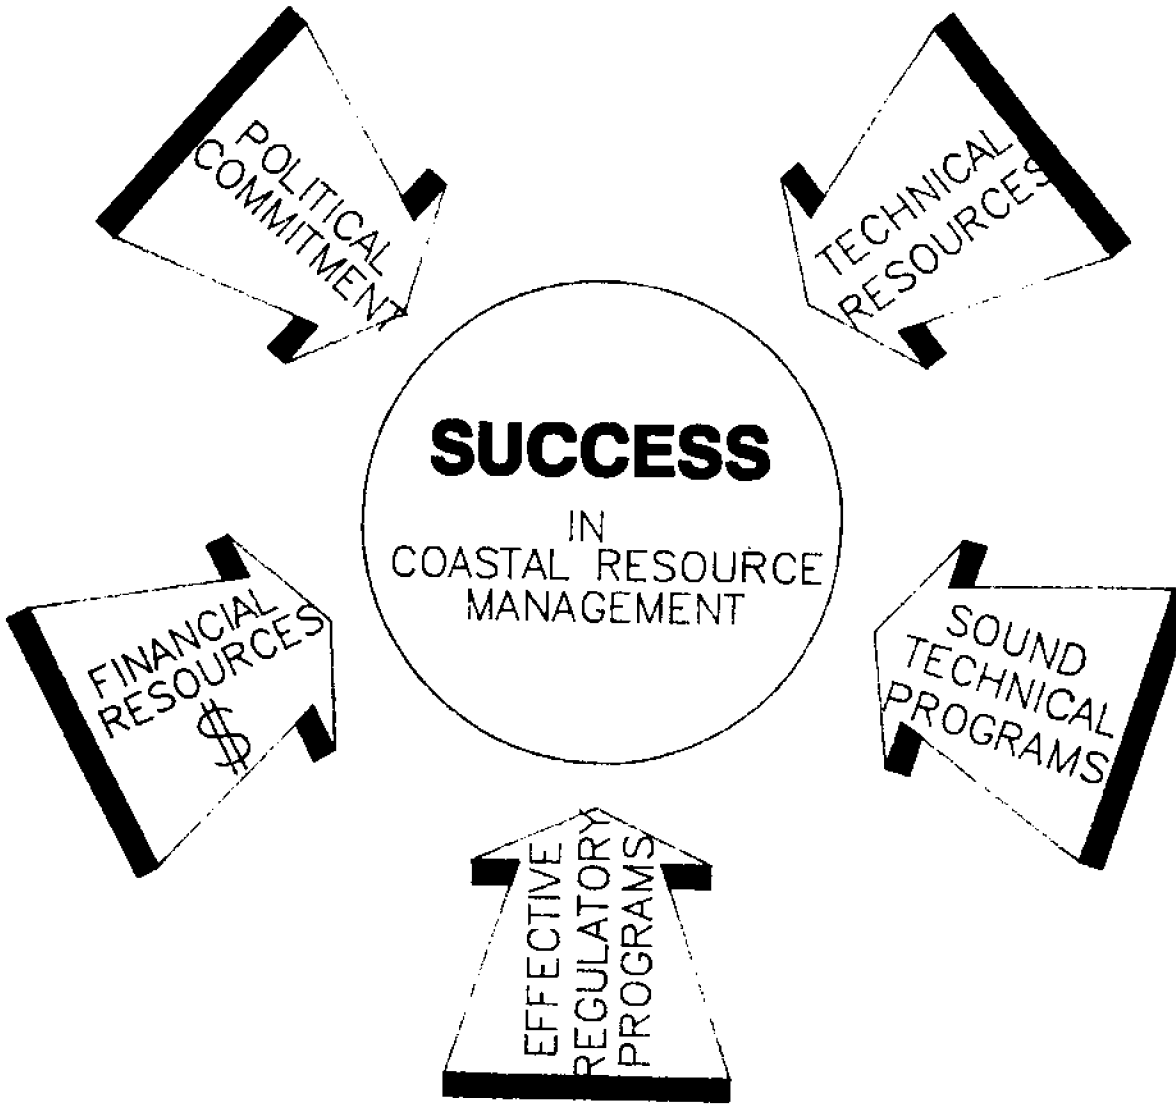 POLITICAL
COMMITMENT
TECHNICAL
RESOURCES
SUCCESS
IN
COASTAL RESOURCE
MANAGEMENT
FINANCIAL
RESOURCES
$
SOUND
TECHNICAL
PROGRAMS
EFFECTIVE
REGULATORY
PROGRAMS